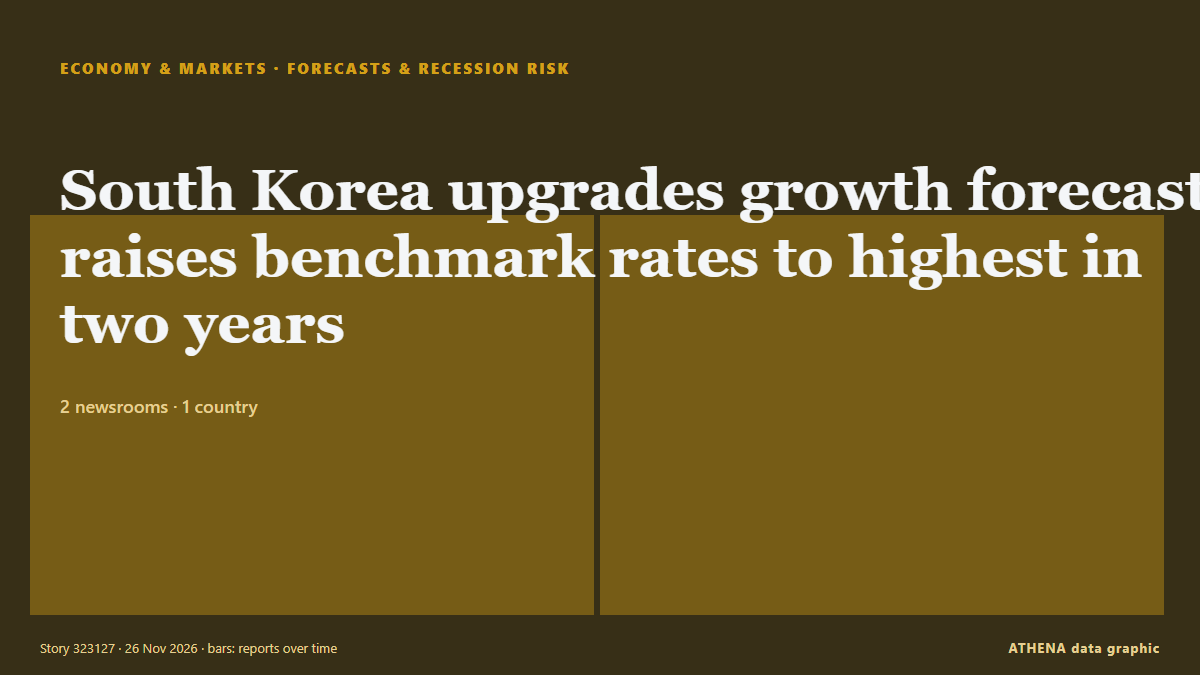 ECONOMY & MARKETS · FORECASTS & RECESSION RISK
South Korea upgrades growth forecast
raises benchmark rates to highest in
two years
2 newsrooms · 1 country
Story 323127 · 26 Nov 2026 · bars: reports over time
ATHENA data graphic